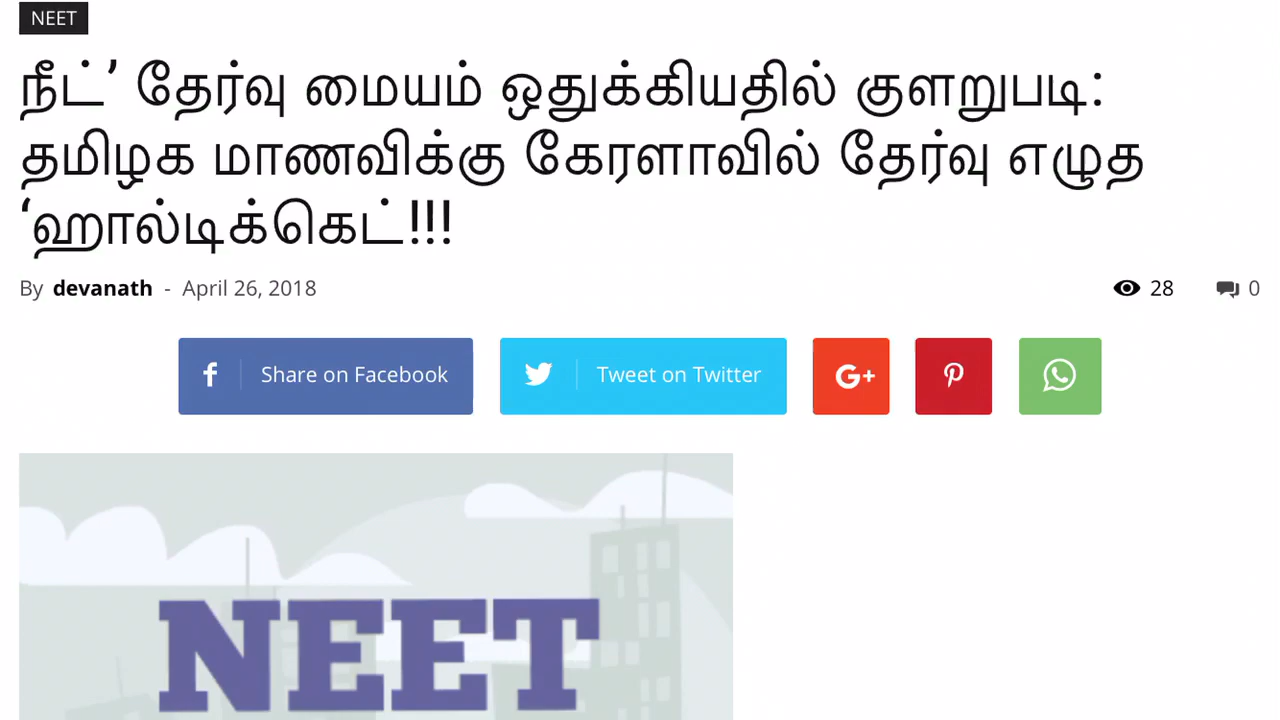 NEET
நீட்’ தேர்வு மையம் ஒதுக்கியதில் குளறுபடி:
தமிழக மாணவிக்கு கேரளாவில் தேர்வு எழுத
‘ஹால்டிக்கெட்!!!
By devanath - April 26, 2018 28 0
f Share on Facebook Tweet on Twitter G+
NEET